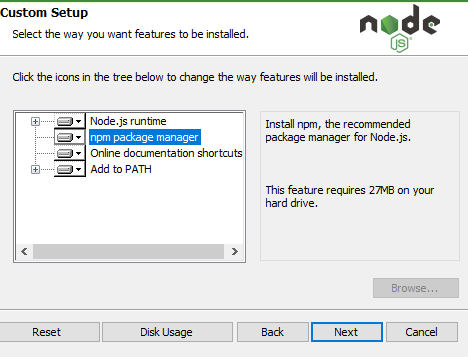 Custom Setup
Select the way you want features to be installed.
node
JS
Click the icons in the tree below to change the way features will be installed.
Node.js runtime
npm package manager
Online documentation shortcuts
Add to PATH
Install npm, the recommended
package manager for Node.js.
This feature requires 27MB on your
hard drive.
Browse...
Reset
Disk Usage
Back
Next
Cancel